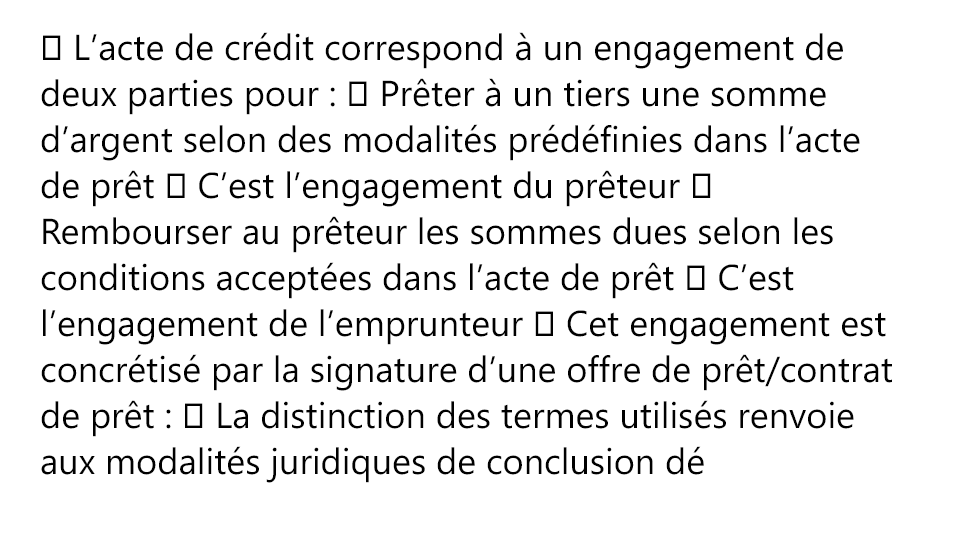 ▯ L’acte de crédit correspond à un engagement de
deux parties pour : ▯ Prêter à un tiers une somme
d’argent selon des modalités prédéfinies dans l’acte
de prêt ▯ C’est l’engagement du prêteur ▯
Rembourser au prêteur les sommes dues selon les
conditions acceptées dans l’acte de prêt ▯ C’est
l’engagement de l’emprunteur ▯ Cet engagement est
concrétisé par la signature d’une offre de prêt/contrat
de prêt : ▯ La distinction des termes utilisés renvoie
aux modalités juridiques de conclusion dé